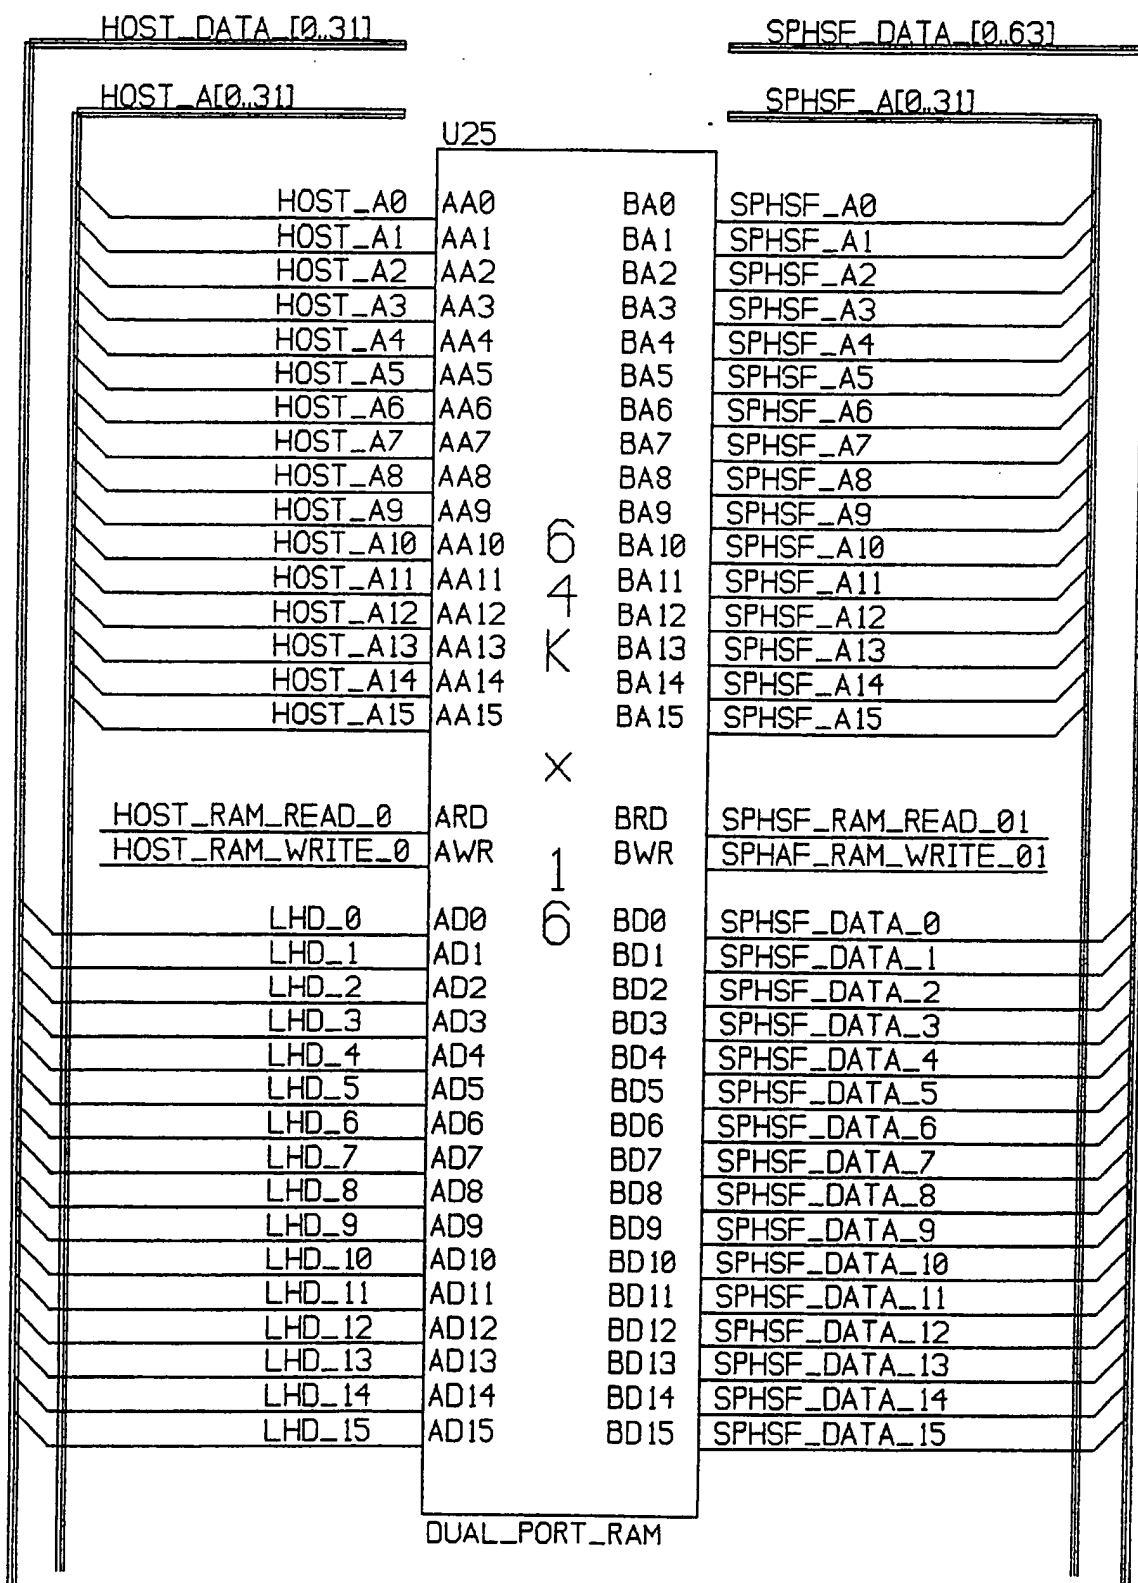 HOST_DATA_[0..31] SPHSF_DATA_[0..63]
HOST_A[0..31] SPHSF_A[0..31]
U25
HOST_A0 AA0 BA0 SPHSF_A0
HOST_A1 AA1 BA1 SPHSF_A1
HOST_A2 AA2 BA2 SPHSF_A2
HOST_A3 AA3 BA3 SPHSF_A3
HOST_A4 AA4 BA4 SPHSF_A4
HOST_A5 AA5 BA5 SPHSF_A5
HOST_A6 AA6 BA6 SPHSF_A6
HOST_A7 AA7 BA7 SPHSF_A7
HOST_A8 AA8 BA8 SPHSF_A8
HOST_A9 AA9 BA9 SPHSF_A9
HOST_A10 AA10 6 BA10 SPHSF_A10
HOST_A11 AA11 4 BA11 SPHSF_A11
HOST_A12 AA12 BA12 SPHSF_A12
HOST_A13 AA13 K BA13 SPHSF_A13
HOST_A14 AA14 BA14 SPHSF_A14
HOST_A15 AA15 BA15 SPHSF_A15
x
HOST_RAM_READ_0 ARD BRD SPHSF_RAM_READ_01
HOST_RAM_WRITE_0 AWR 1 BWR SPHAF_RAM_WRITE_01
LHD_0 AD0 6 BD0 SPHSF_DATA_0
LHD_1 AD1 BD1 SPHSF_DATA_1
LHD_2 AD2 BD2 SPHSF_DATA_2
LHD_3 AD3 BD3 SPHSF_DATA_3
LHD_4 AD4 BD4 SPHSF_DATA_4
LHD_5 AD5 BD5 SPHSF_DATA_5
LHD_6 AD6 BD6 SPHSF_DATA_6
LHD_7 AD7 BD7 SPHSF_DATA_7
LHD_8 AD8 BD8 SPHSF_DATA_8
LHD_9 AD9 BD9 SPHSF_DATA_9
LHD_10 AD10 BD10 SPHSF_DATA_10
LHD_11 AD11 BD11 SPHSF_DATA_11
LHD_12 AD12 BD12 SPHSF_DATA_12
LHD_13 AD13 BD13 SPHSF_DATA_13
LHD_14 AD14 BD14 SPHSF_DATA_14
LHD_15 AD15 BD15 SPHSF_DATA_15
DUAL_PORT_RAM